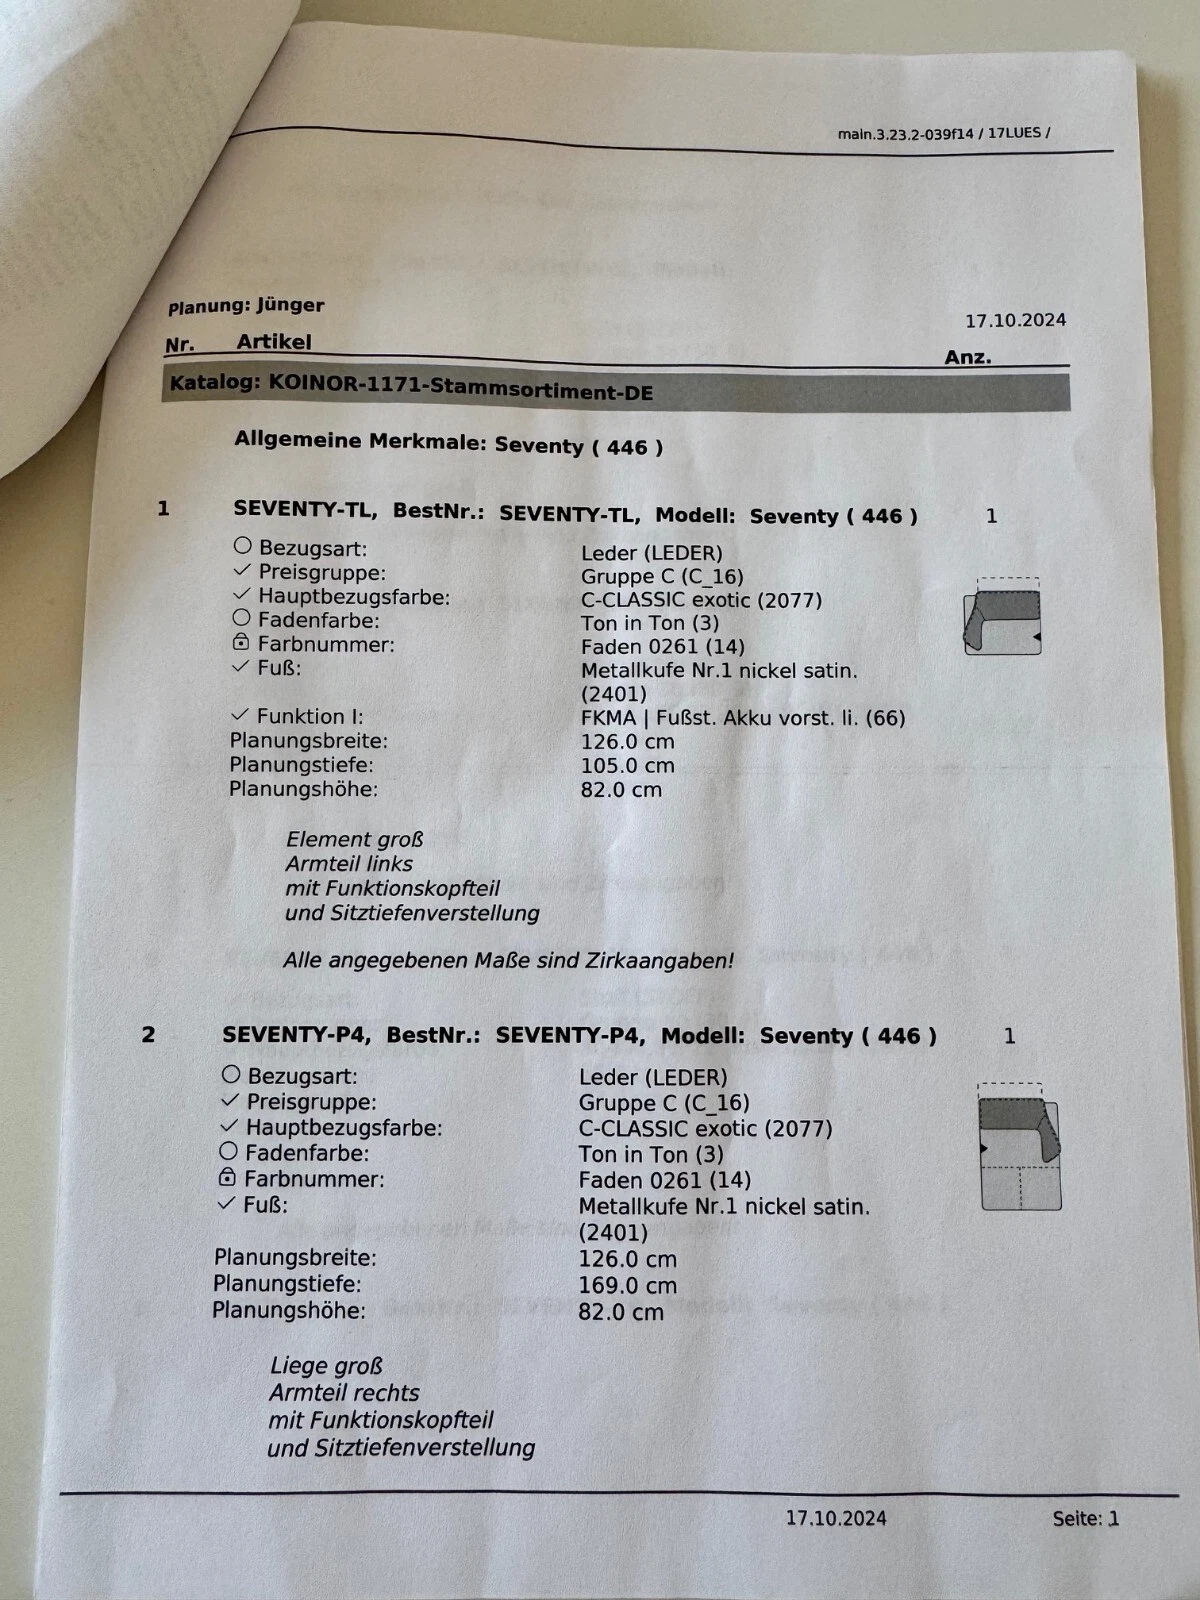 main.3.23.2-039f14 / 17LUES /
Planung: Jünger
17.10.2024
Nr. Artikel Anz.
Katalog: KOINOR-1171-Stammsortiment-DE
Allgemeine Merkmale: Seventy ( 446 )
1 SEVENTY-TL, BestNr.: SEVENTY-TL, Modell: Seventy ( 446 ) 1
Bezugsart: Leder (LEDER)
Preisgruppe: Gruppe C (C_16)
Hauptbezugsfarbe: C-CLASSIC exotic (2077)
Fadenfarbe: Ton in Ton (3)
Farbnummer: Faden 0261 (14)
Fuß: Metallkufe Nr.1 nickel satin.
(2401)
Funktion I: FKMA | Fußst. Akku vorst. li. (66)
Planungsbreite: 126.0 cm
Planungstiefe: 105.0 cm
Planungshöhe: 82.0 cm
Element groß
Armteil links
mit Funktionskopfteil
und Sitztiefenverstellung
Alle angegebenen Maße sind Zirkaangaben!
2 SEVENTY-P4, BestNr.: SEVENTY-P4, Modell: Seventy ( 446 ) 1
Bezugsart: Leder (LEDER)
Preisgruppe: Gruppe C (C_16)
Hauptbezugsfarbe: C-CLASSIC exotic (2077)
Fadenfarbe: Ton in Ton (3)
Farbnummer: Faden 0261 (14)
Fuß: Metallkufe Nr.1 nickel satin.
(2401)
Planungsbreite: 126.0 cm
Planungstiefe: 169.0 cm
Planungshöhe: 82.0 cm
Liege groß
Armteil rechts
mit Funktionskopfteil
und Sitztiefenverstellung
17.10.2024 Seite: 1